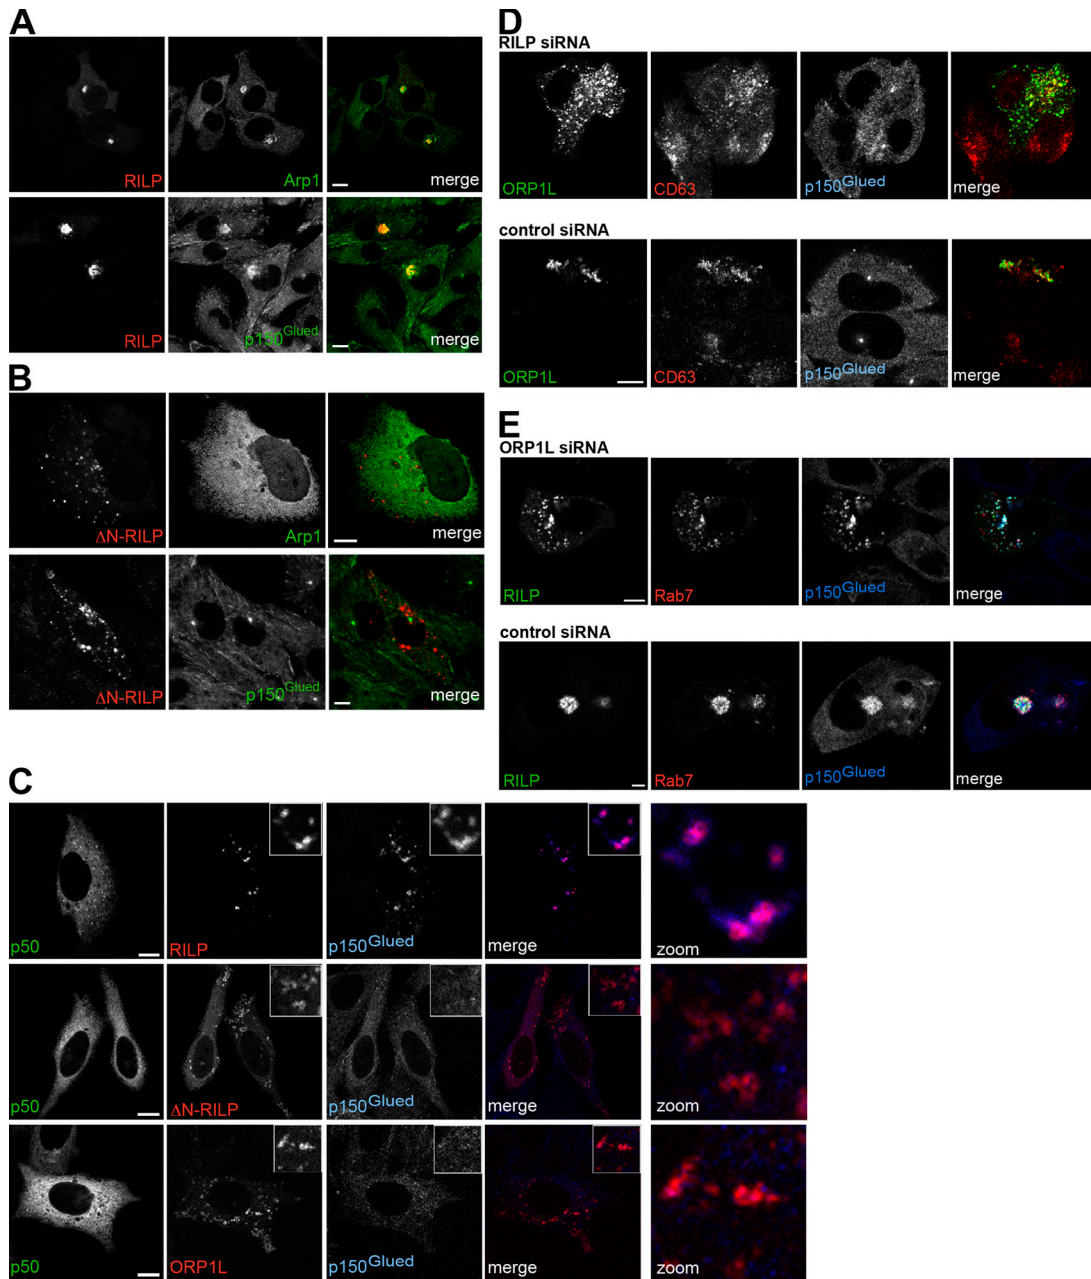 A
RILP
Arp1
merge
RILP
p150Glued
merge
B
ΔN-RILP
Arp1
merge
ΔN-RILP
p150Glued
merge
C
p50
RILP
p150Glued
merge
zoom
p50
ΔN-RILP
p150Glued
merge
zoom
p50
ORP1L
p150Glued
merge
zoom
D
RILP siRNA
ORP1L
CD63
p150Glued
merge
control siRNA
ORP1L
CD63
p150Glued
merge
E
ORP1L siRNA
RILP
Rab7
p150Glued
merge
control siRNA
RILP
Rab7
p150Glued
merge